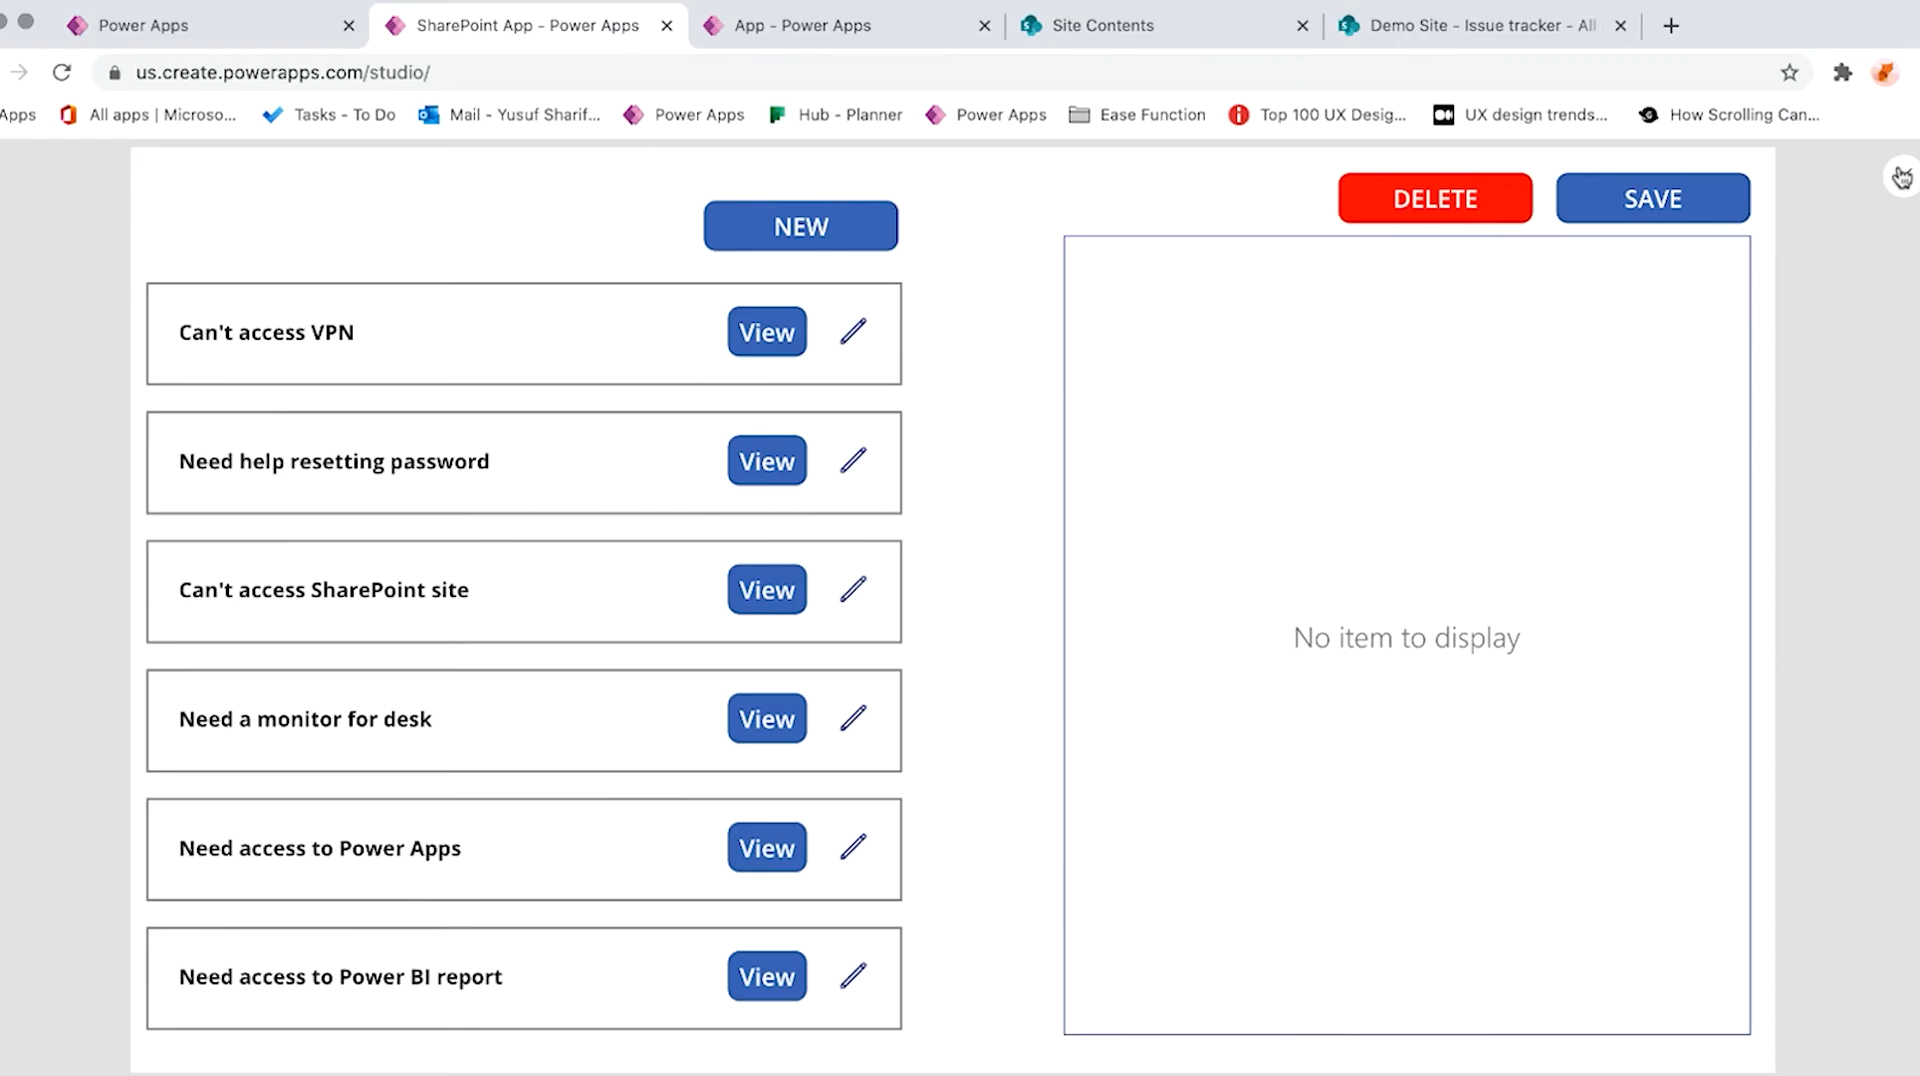 Power Apps
SharePoint App - Power Apps
App - Power Apps
Site Contents
Demo Site - Issue tracker - All
us.create.powerapps.com/studio/
Apps
All apps | Microso...
Tasks - To Do
Mail - Yusuf Sharif...
Power Apps
Hub - Planner
Power Apps
Ease Function
Top 100 UX Desig...
UX design trends...
How Scrolling Can...
DELETE
SAVE
NEW
Can't access VPN
View
Need help resetting password
View
Can't access SharePoint site
View
Need a monitor for desk
View
Need access to Power Apps
View
Need access to Power BI report
View
No item to display